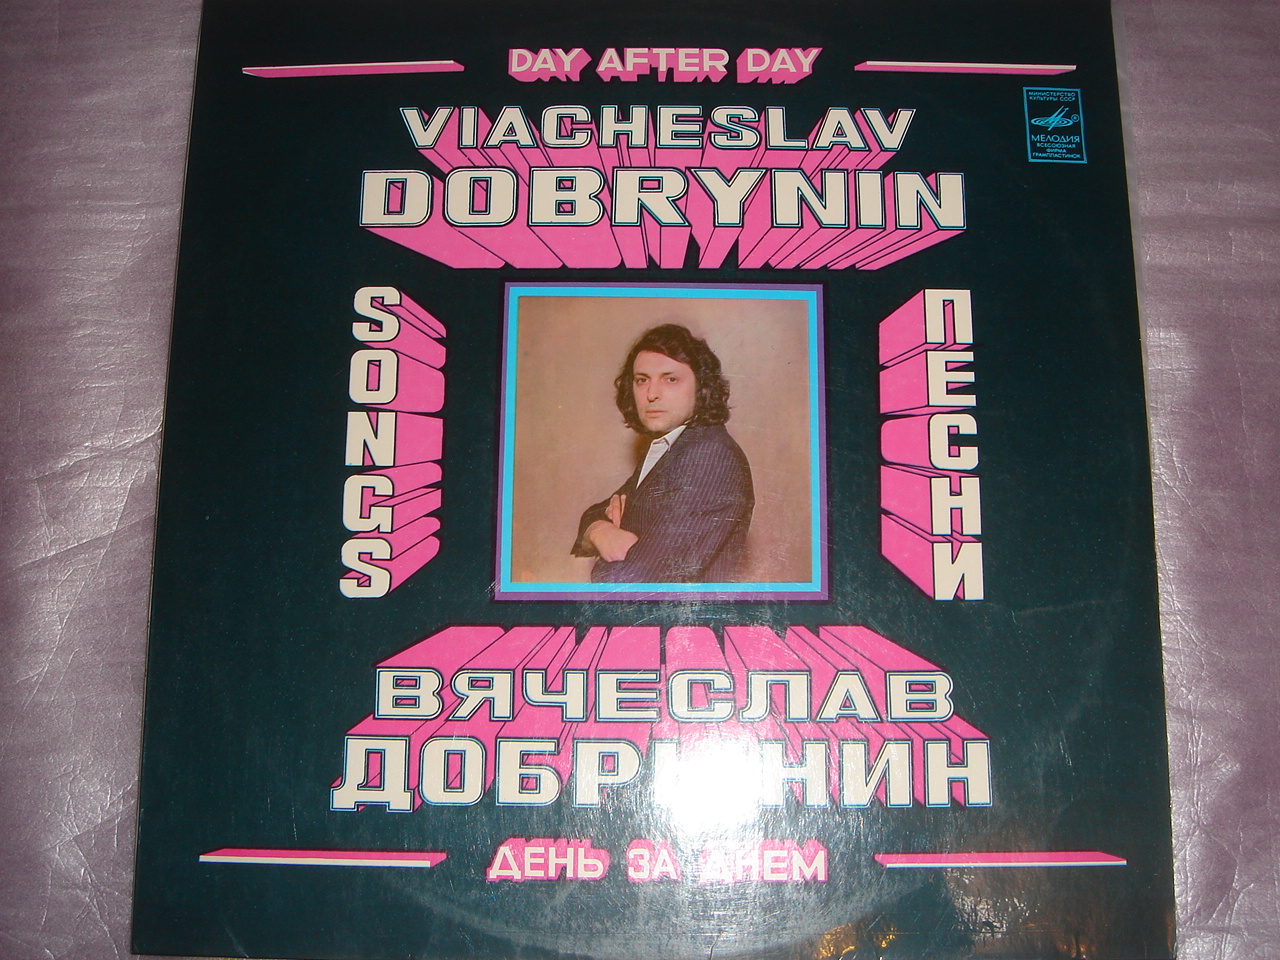 DAY AFTER DAY
МИНИСТЕРСТВО
КУЛЬТУРЫ СССР
МЕЛОДИЯ
ВСЕСОЮЗНАЯ
ФИРМА
ГРАМПЛАСТИНОК
VIACHESLAV
DOBRYNIN
SONGS
ПЕСНИ
ВЯЧЕСЛАВ
ДОБРЫНИН
ДЕНЬ ЗА ДНЕМ